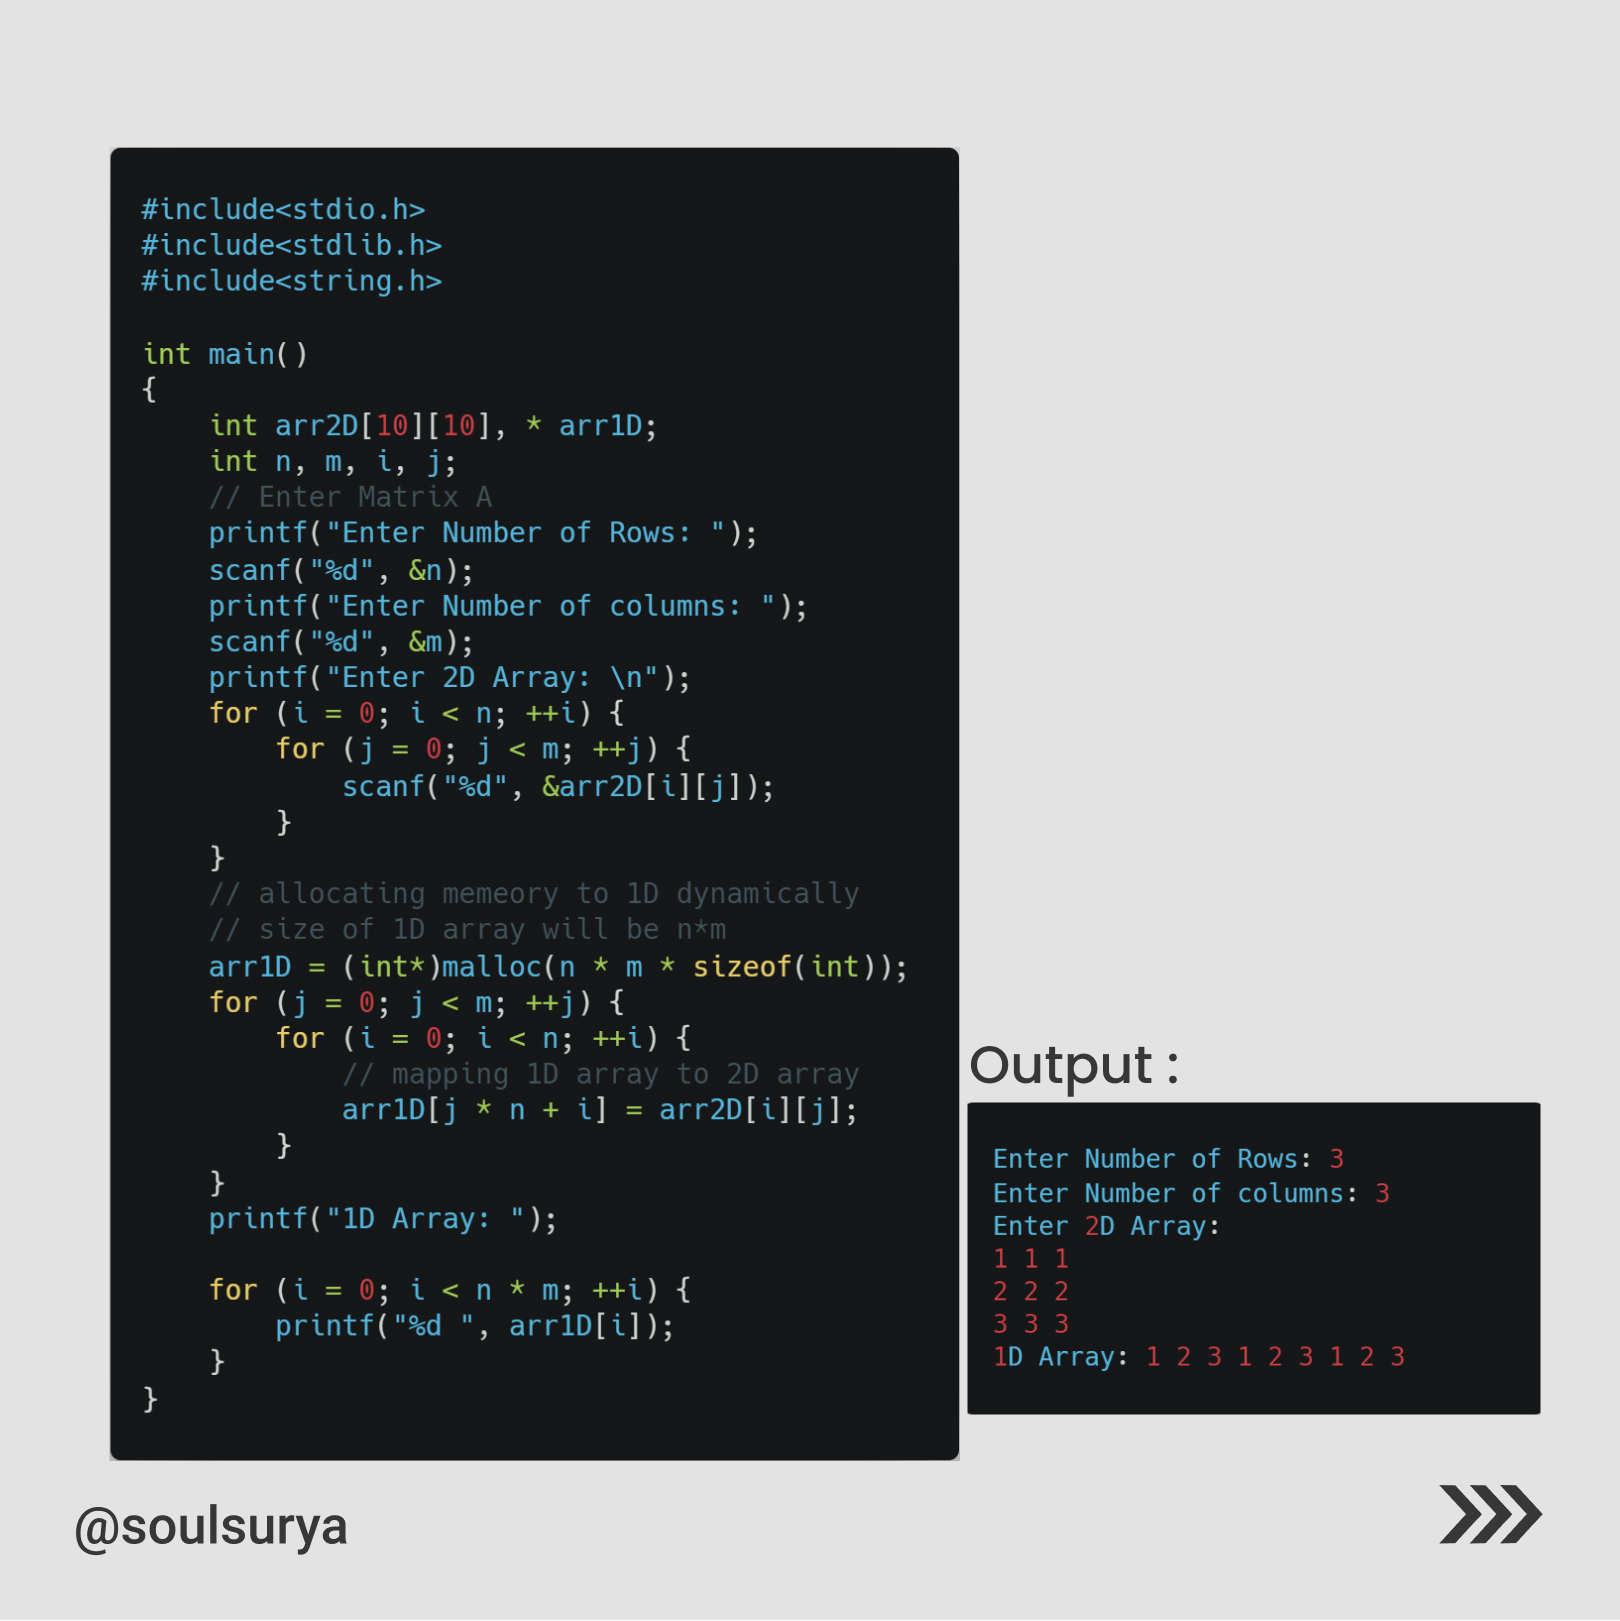 #include<stdio.h>
#include<stdlib.h>
#include<string.h>

int main()
{
    int arr2D[10][10], * arr1D;
    int n, m, i, j;
    // Enter Matrix A
    printf("Enter Number of Rows: ");
    scanf("%d", &n);
    printf("Enter Number of columns: ");
    scanf("%d", &m);
    printf("Enter 2D Array: \n");
    for (i = 0; i < n; ++i) {
        for (j = 0; j < m; ++j) {
            scanf("%d", &arr2D[i][j]);
        }
    }
    // allocating memeory to 1D dynamically
    // size of 1D array will be n*m
    arr1D = (int*)malloc(n * m * sizeof(int));
    for (j = 0; j < m; ++j) {
        for (i = 0; i < n; ++i) {
            // mapping 1D array to 2D array
            arr1D[j * n + i] = arr2D[i][j];
        }
    }
    printf("1D Array: ");

    for (i = 0; i < n * m; ++i) {
        printf("%d ", arr1D[i]);
    }
}
Output :
Enter Number of Rows: 3
Enter Number of columns: 3
Enter 2D Array:
1 1 1
2 2 2
3 3 3
1D Array: 1 2 3 1 2 3 1 2 3
@soulsurya